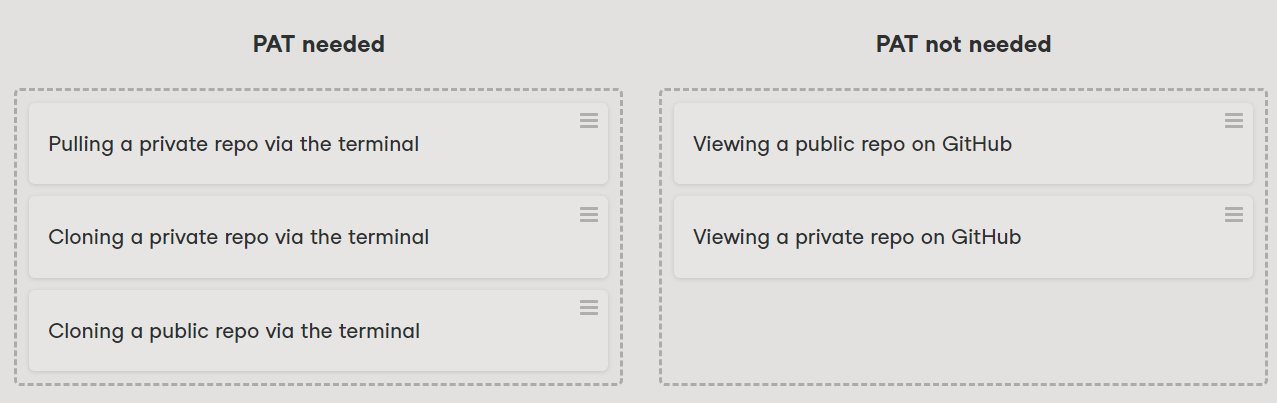 PAT needed
Pulling a private repo via the terminal
Cloning a private repo via the terminal
Cloning a public repo via the terminal
PAT not needed
Viewing a public repo on GitHub
Viewing a private repo on GitHub